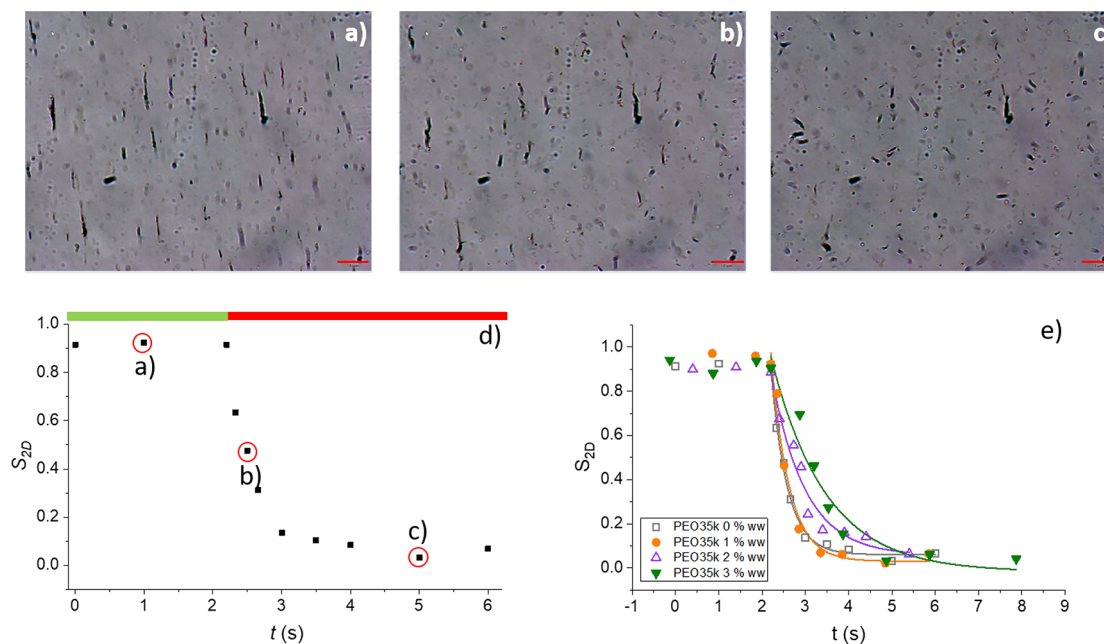 a)
b)
c)
d)
1.0
0.8
0.6
0.4
0.2
0.0
S2D
a)
b)
c)
0 1 2 3 4 5 6
t (s)
e)
1.0
0.8
0.6
0.4
0.2
0.0
S2D
PEO35k 0 % ww
PEO35k 1 % ww
PEO35k 2 % ww
PEO35k 3 % ww
-1 0 1 2 3 4 5 6 7 8 9
t (s)